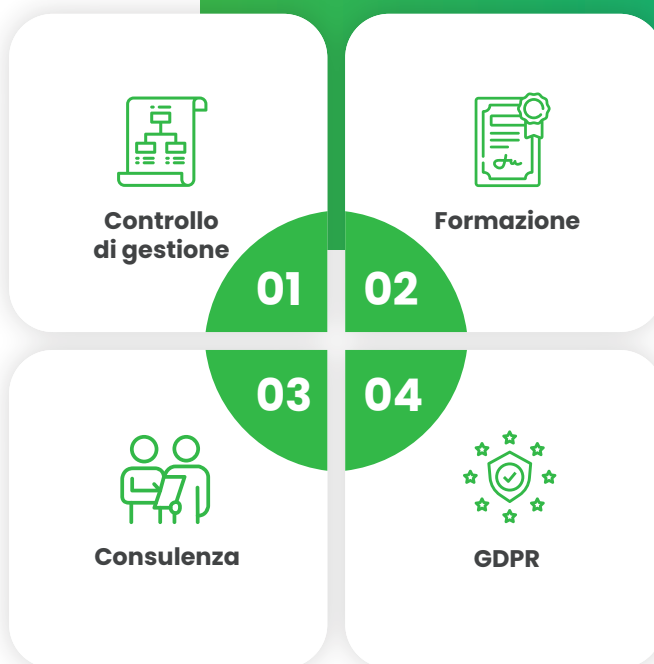 Controllo
di gestione
01
Formazione
02
03
Consulenza
04
GDPR